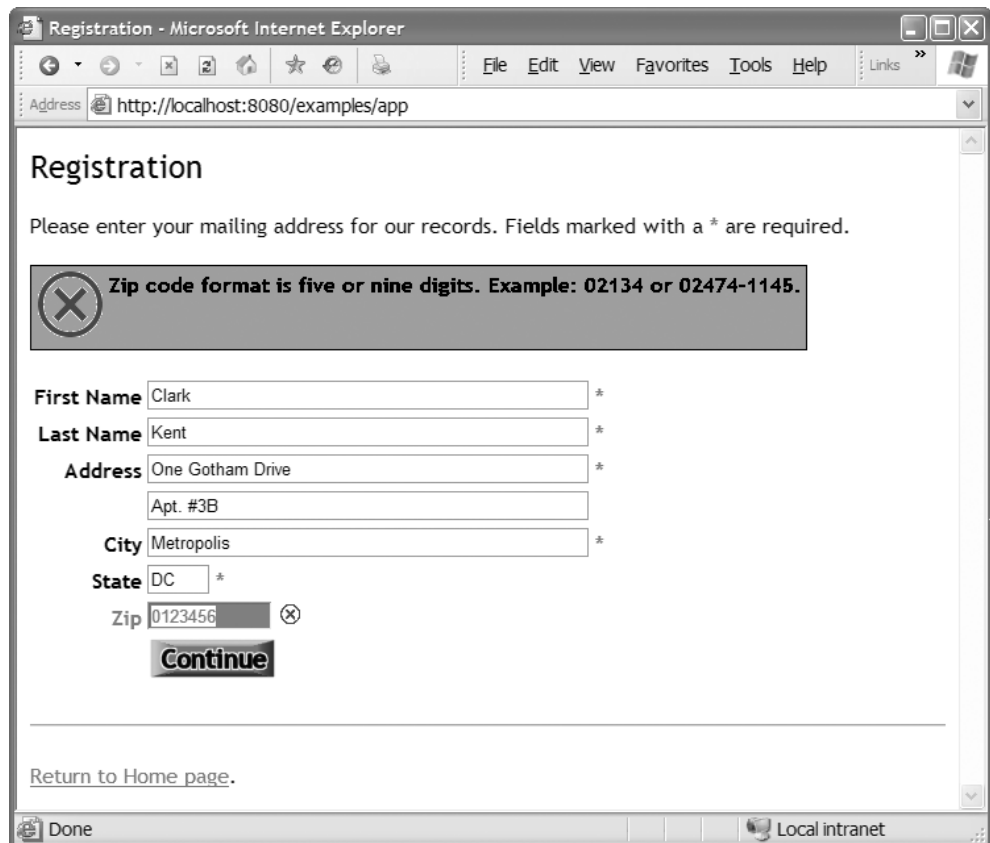 Registration - Microsoft Internet Explorer
File Edit View Favorites Tools Help Links »
Address http://localhost:8080/examples/app
Registration
Please enter your mailing address for our records. Fields marked with a * are required.
Zip code format is five or nine digits. Example: 02134 or 02474-1145.
First Name Clark *
Last Name Kent *
Address One Gotham Drive *
Apt. #3B
City Metropolis *
State DC *
Zip 0123456
Continue
Return to Home page.
Done Local intranet